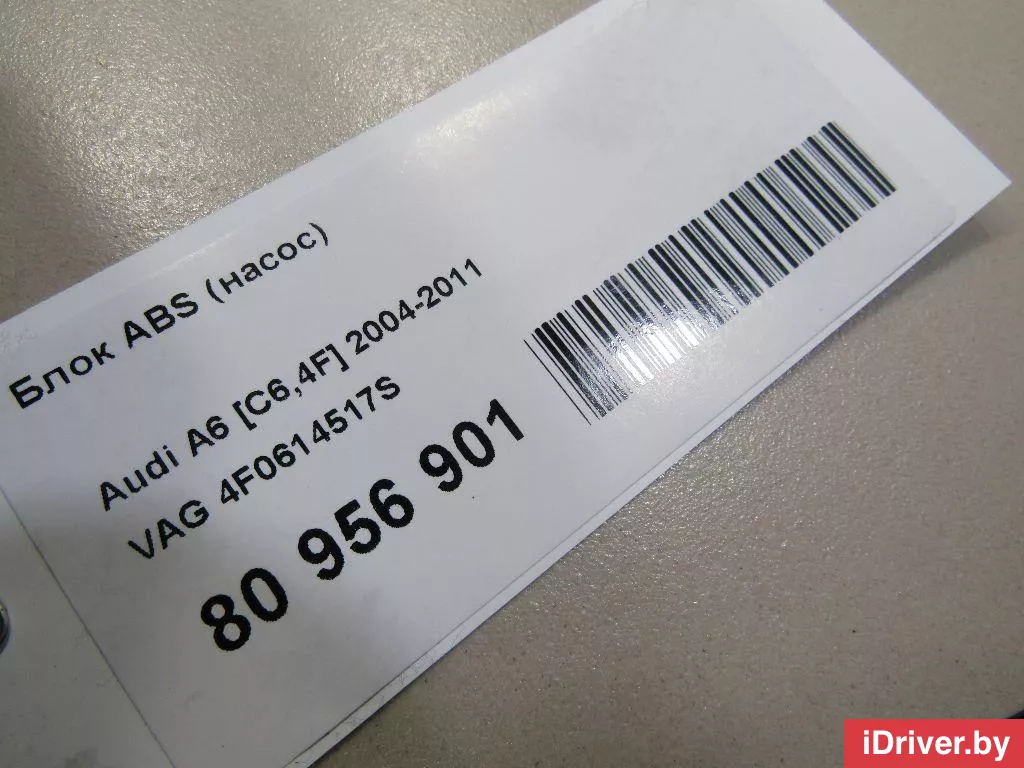 Блок ABS (насос)
Audi A6 [C6,4F] 2004-2011
VAG 4F0614517S
80 956 901
iDriver.by